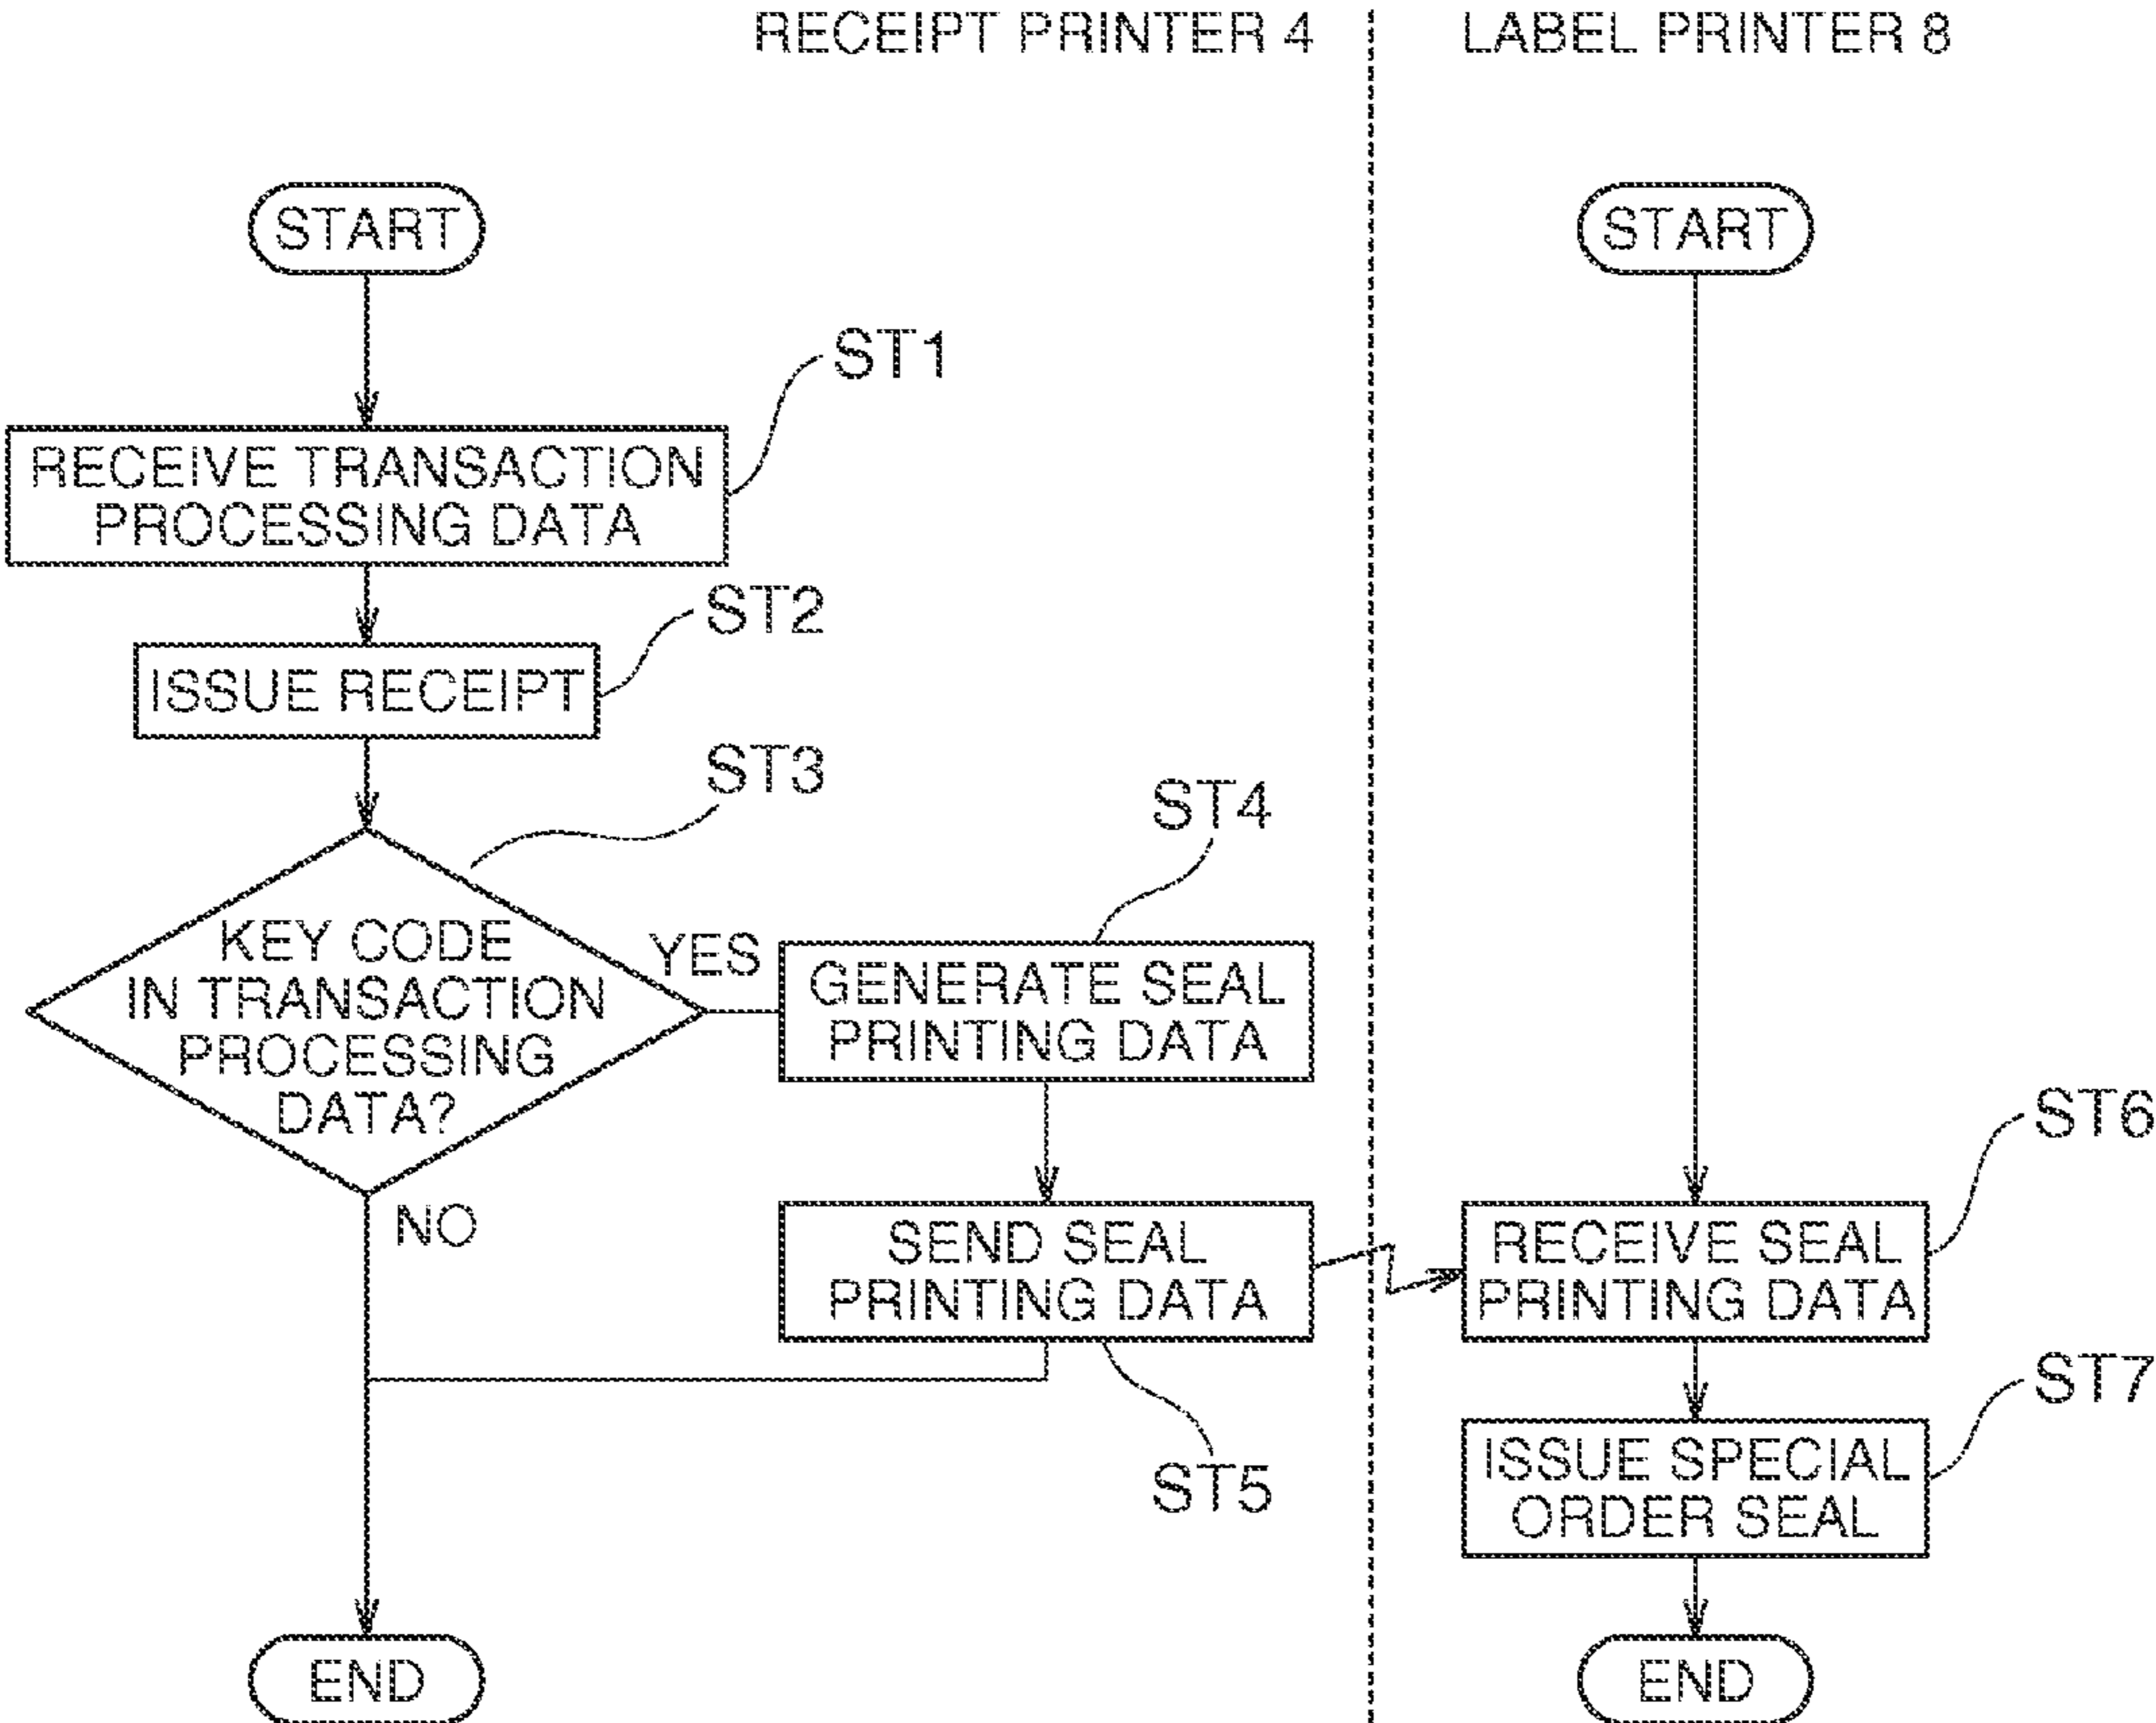 RECEIPT PRINTER 4
LABEL PRINTER 8
START
START
ST1
RECEIVE TRANSACTION
PROCESSING DATA
ST2
ISSUE RECEIPT
ST3
ST4
KEY CODE
IN TRANSACTION
PROCESSING
DATA?
YES
GENERATE SEAL
PRINTING DATA
NO
SEND SEAL
PRINTING DATA
ST5
ST6
RECEIVE SEAL
PRINTING DATA
ST7
ISSUE SPECIAL
ORDER SEAL
END
END